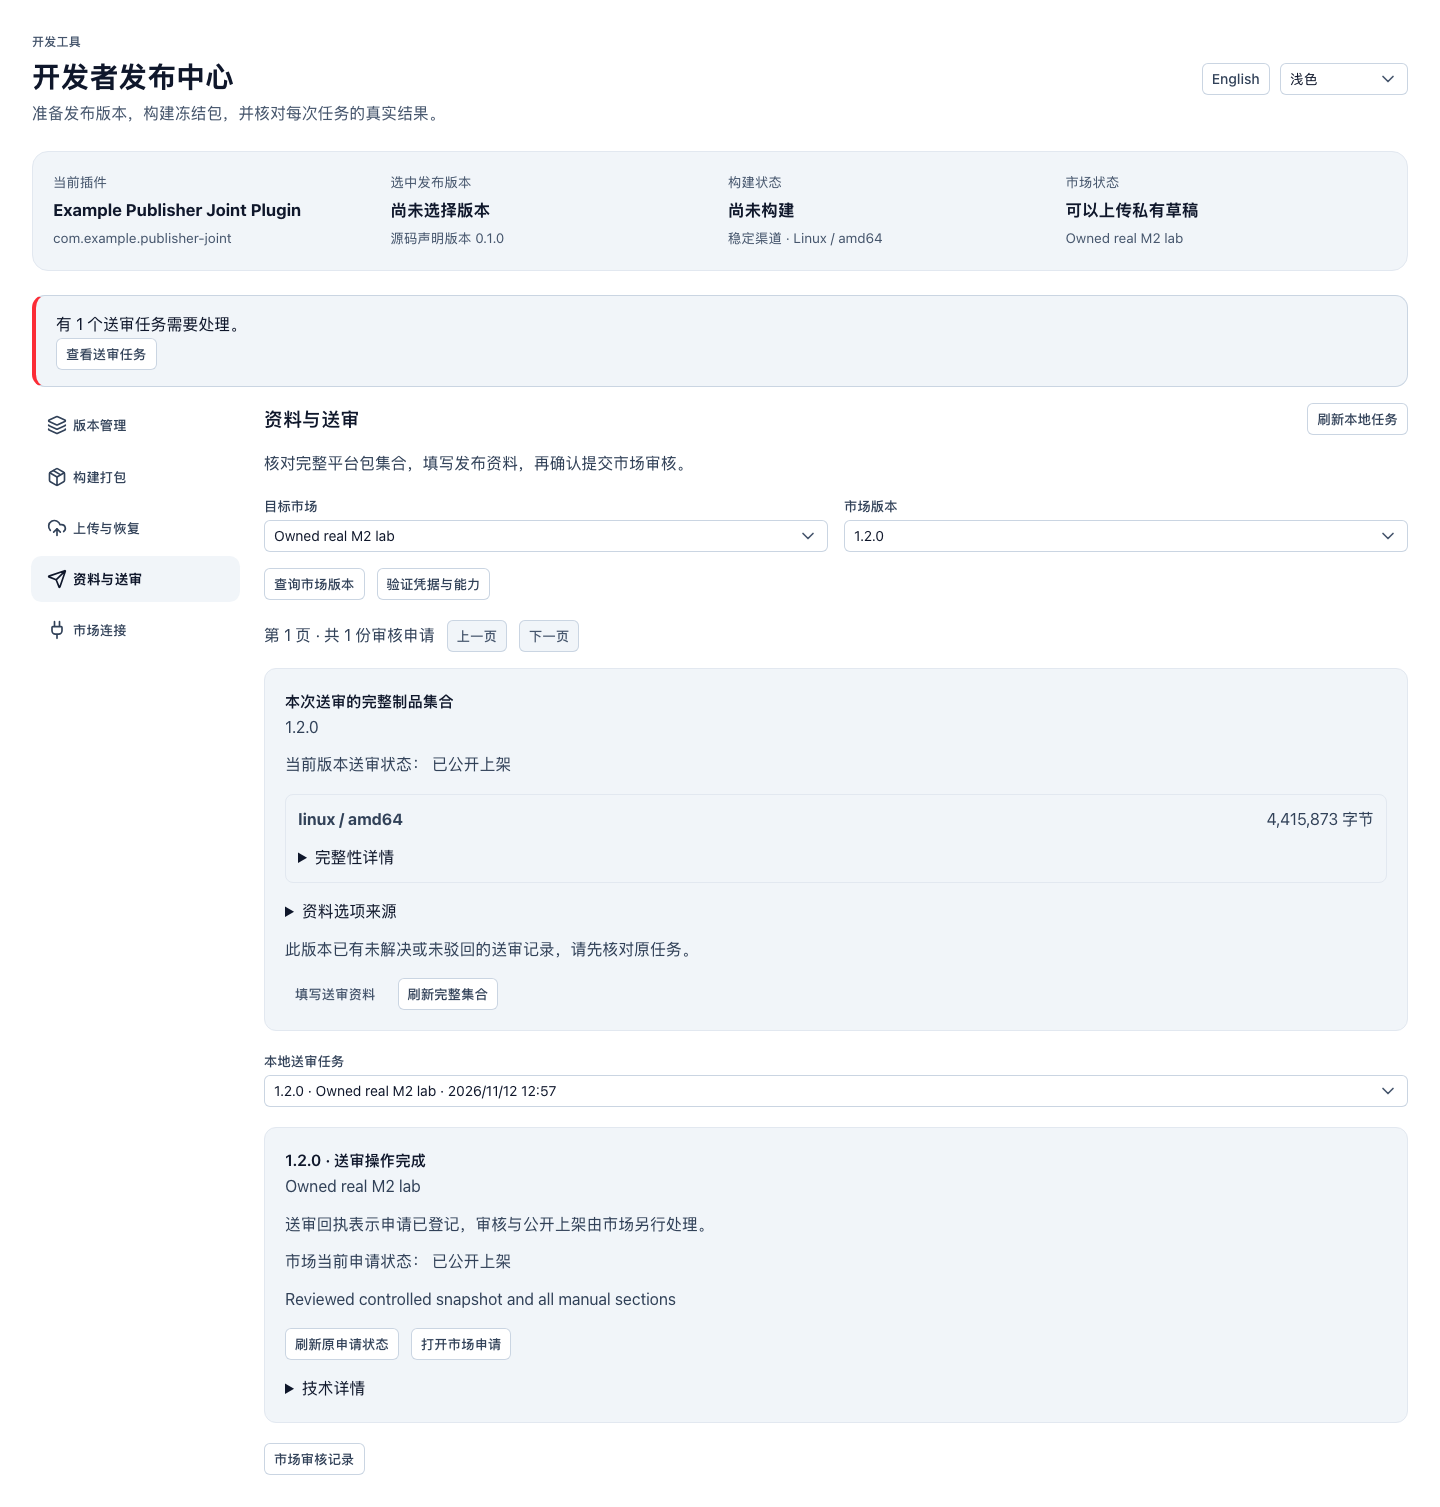 开发工具
开发者发布中心
准备发布版本，构建冻结包，并核对每次任务的真实结果。
English
浅色
当前插件
Example Publisher Joint Plugin
com.example.publisher-joint
选中发布版本
尚未选择版本
源码声明版本 0.1.0
构建状态
尚未构建
稳定渠道 · Linux / amd64
市场状态
可以上传私有草稿
Owned real M2 lab
有 1 个送审任务需要处理。
查看送审任务
版本管理
构建打包
上传与恢复
资料与送审
市场连接
资料与送审
刷新本地任务
核对完整平台包集合，填写发布资料，再确认提交市场审核。
目标市场
Owned real M2 lab
市场版本
1.2.0
查询市场版本
验证凭据与能力
第 1 页 · 共 1 份审核申请
上一页
下一页
本次送审的完整制品集合
1.2.0
当前版本送审状态： 已公开上架
linux / amd64
4,415,873 字节
完整性详情
资料选项来源
此版本已有未解决或未驳回的送审记录，请先核对原任务。
填写送审资料
刷新完整集合
本地送审任务
1.2.0 · Owned real M2 lab · 2026/11/12 12:57
1.2.0 · 送审操作完成
Owned real M2 lab
送审回执表示申请已登记，审核与公开上架由市场另行处理。
市场当前申请状态： 已公开上架
Reviewed controlled snapshot and all manual sections
刷新原申请状态
打开市场申请
技术详情
市场审核记录